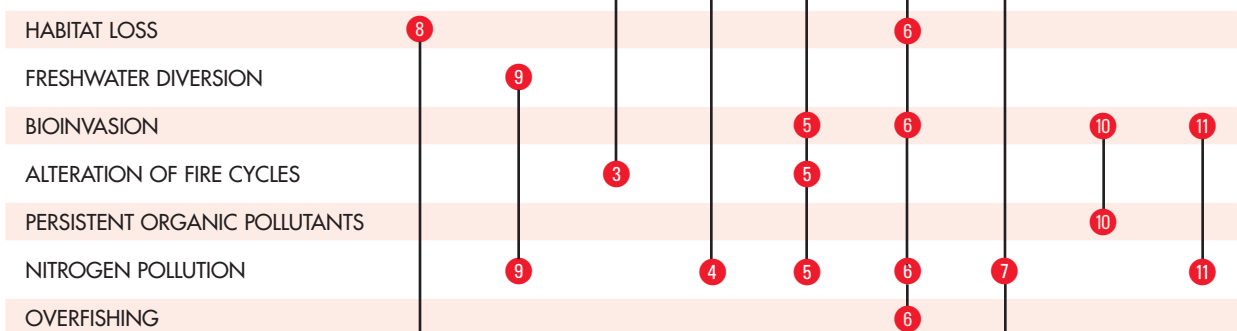 HABITAT LOSS 8 6
FRESHWATER DIVERSION 9
BIOINVASION 5 6 10 11
ALTERATION OF FIRE CYCLES 3 5
PERSISTENT ORGANIC POLLUTANTS 10
NITROGEN POLLUTION 9 4 5 6 7 11
OVERFISHING 6